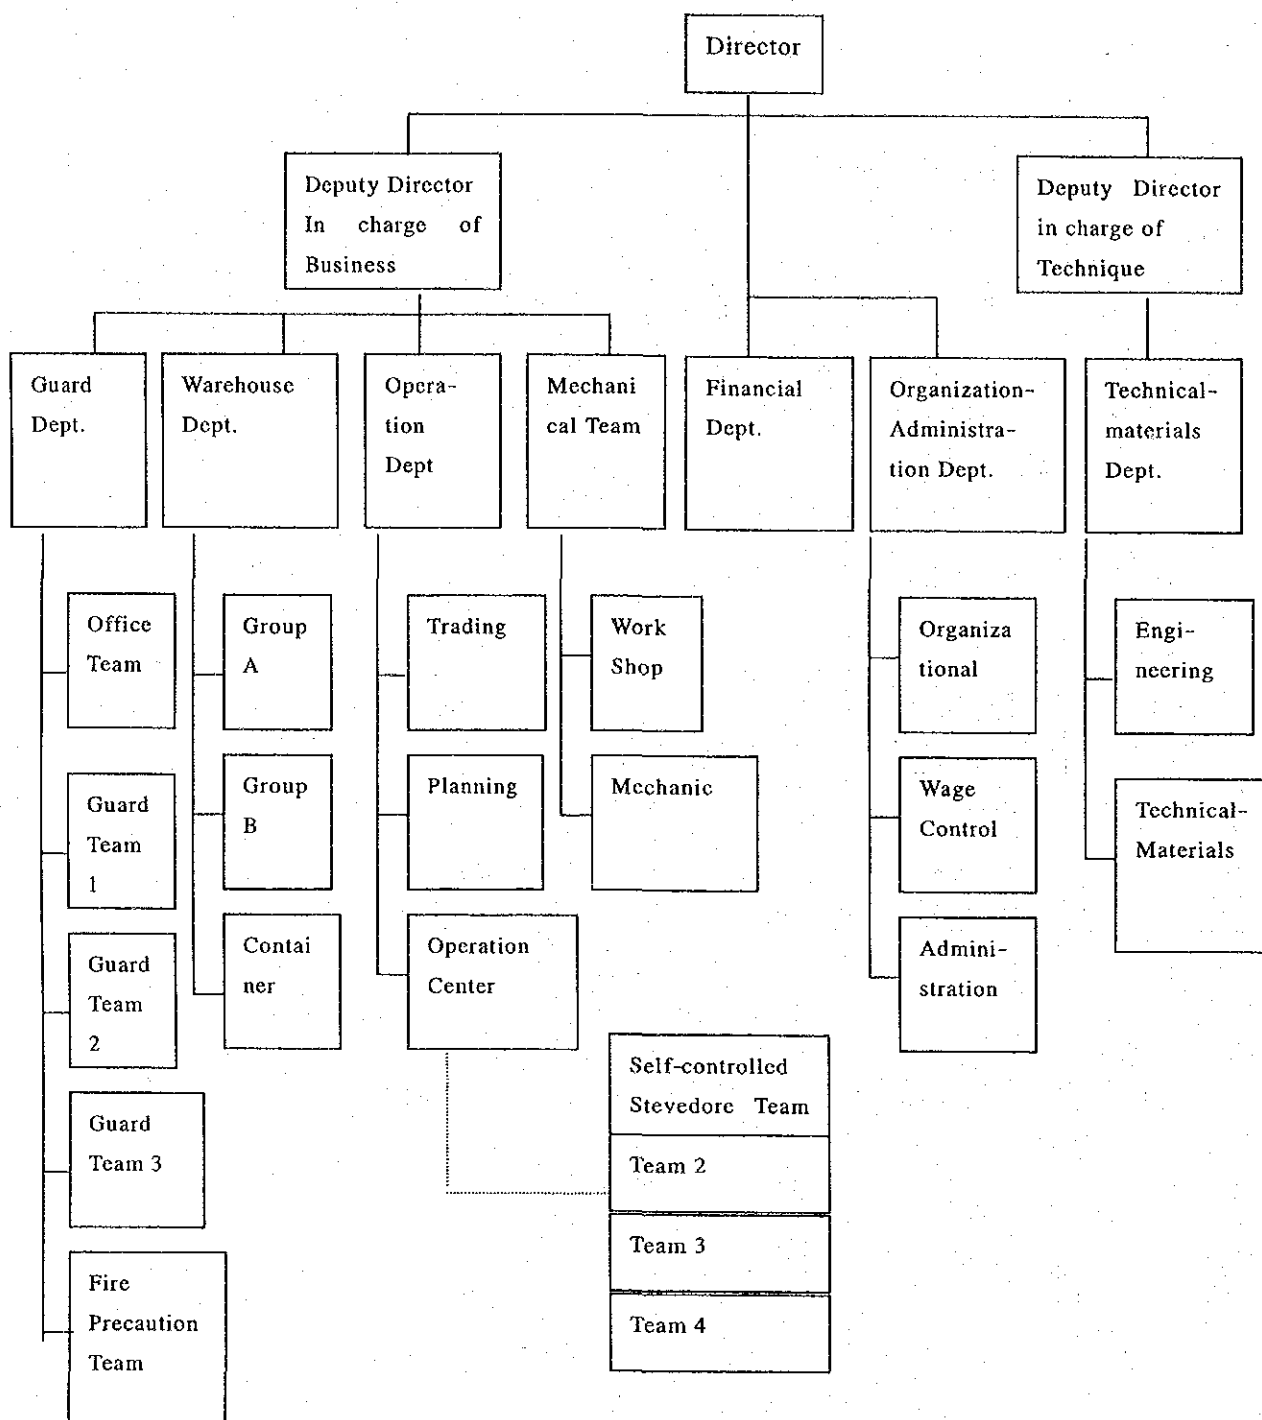 Director
Deputy Director
In charge of
Business
Deputy Director
in charge of
Technique
Guard
Dept.
Warehouse
Dept.
Opera-
tion
Dept
Mechani
cal Team
Financial
Dept.
Organization-
Administra-
tion Dept.
Technical-
materials
Dept.
Office
Team
Group
A
Trading
Work
Shop
Organiza
tional
Engi-
neering
Guard
Team
1
Group
B
Planning
Mechanic
Wage
Control
Technical-
Materials
Guard
Team
2
Contai
ner
Operation
Center
Admini-
stration
Self-controlled
Stevedore Team
Team 2
Team 3
Team 4
Guard
Team 3
Fire
Precaution
Team